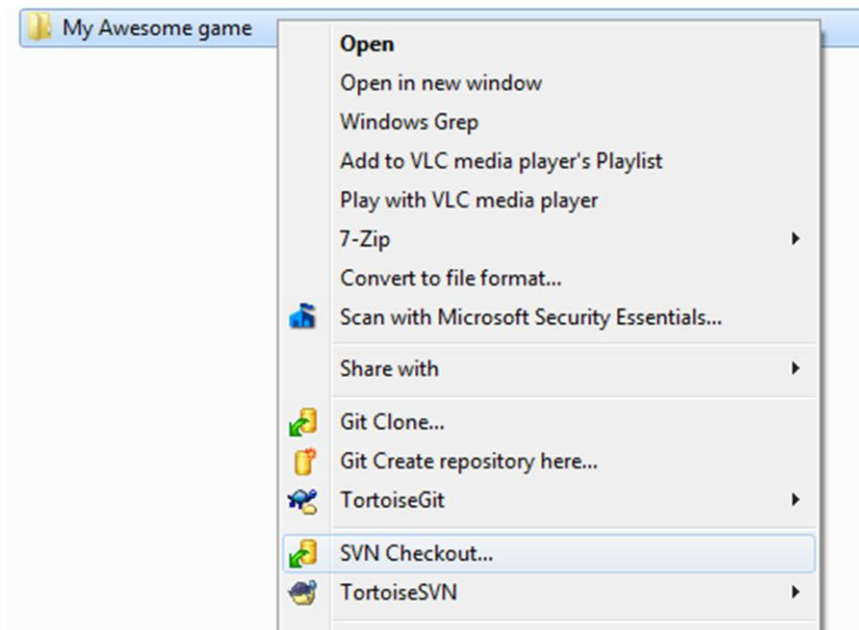 My Awesome game
Open
Open in new window
Windows Grep
Add to VLC media player's Playlist
Play with VLC media player
7-Zip
Convert to file format...
Scan with Microsoft Security Essentials...
Share with
Git Clone...
Git Create repository here...
TortoiseGit
SVN Checkout...
TortoiseSVN